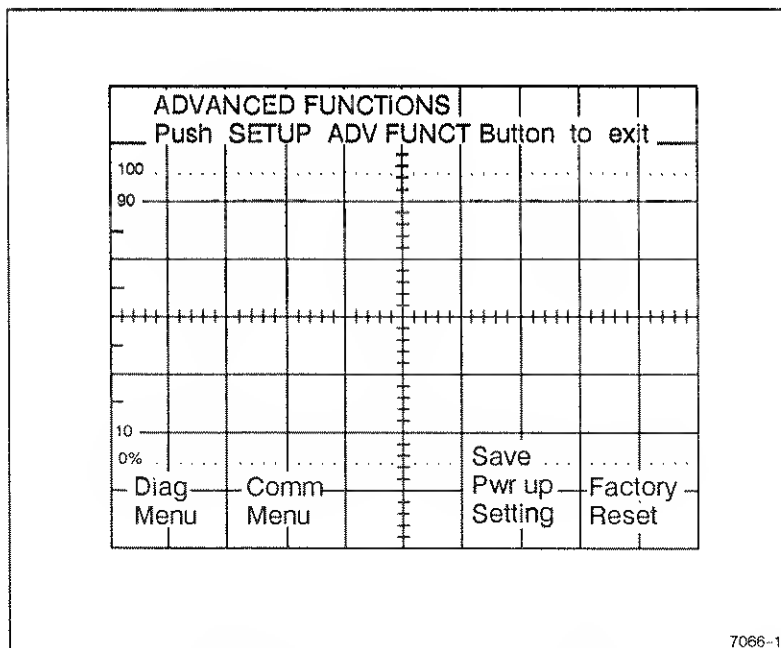 ADVANCED FUNCTIONS
Push SETUP ADV FUNCT Button to exit
100
90
10
0%
Diag
Menu
Comm
Menu
Save
Pwr up
Setting
Factory
Reset
7066-1